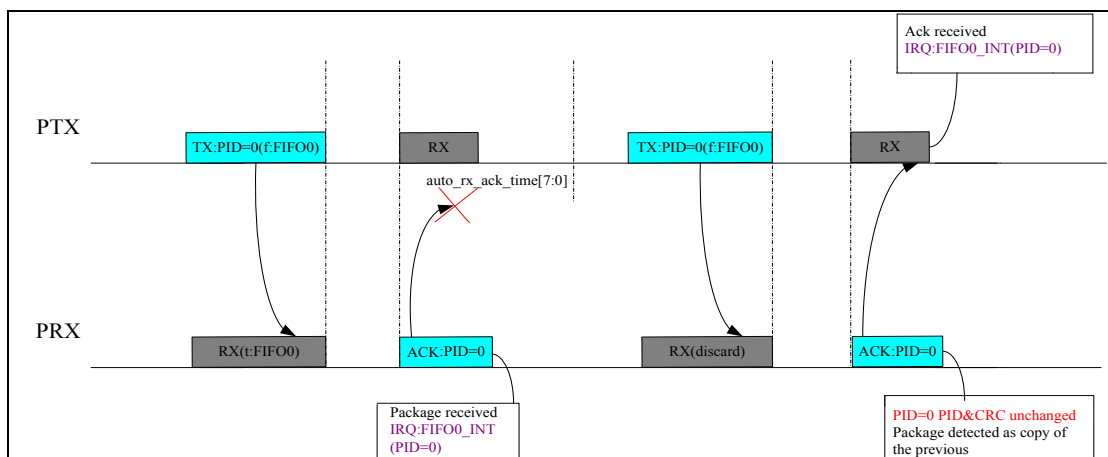 Ack received
IRQ:FIFO0_INT(PID=0)
PTX
TX:PID=0(f:FIFO0)
RX
TX:PID=0(f:FIFO0)
RX
auto_rx_ack_time[7:0]
PRX
RX(t:FIFO0)
ACK:PID=0
RX(discard)
ACK:PID=0
Package received
IRQ:FIFO0_INT
(PID=0)
PID=0 PID&CRC unchanged
Package detected as copy of
the previous